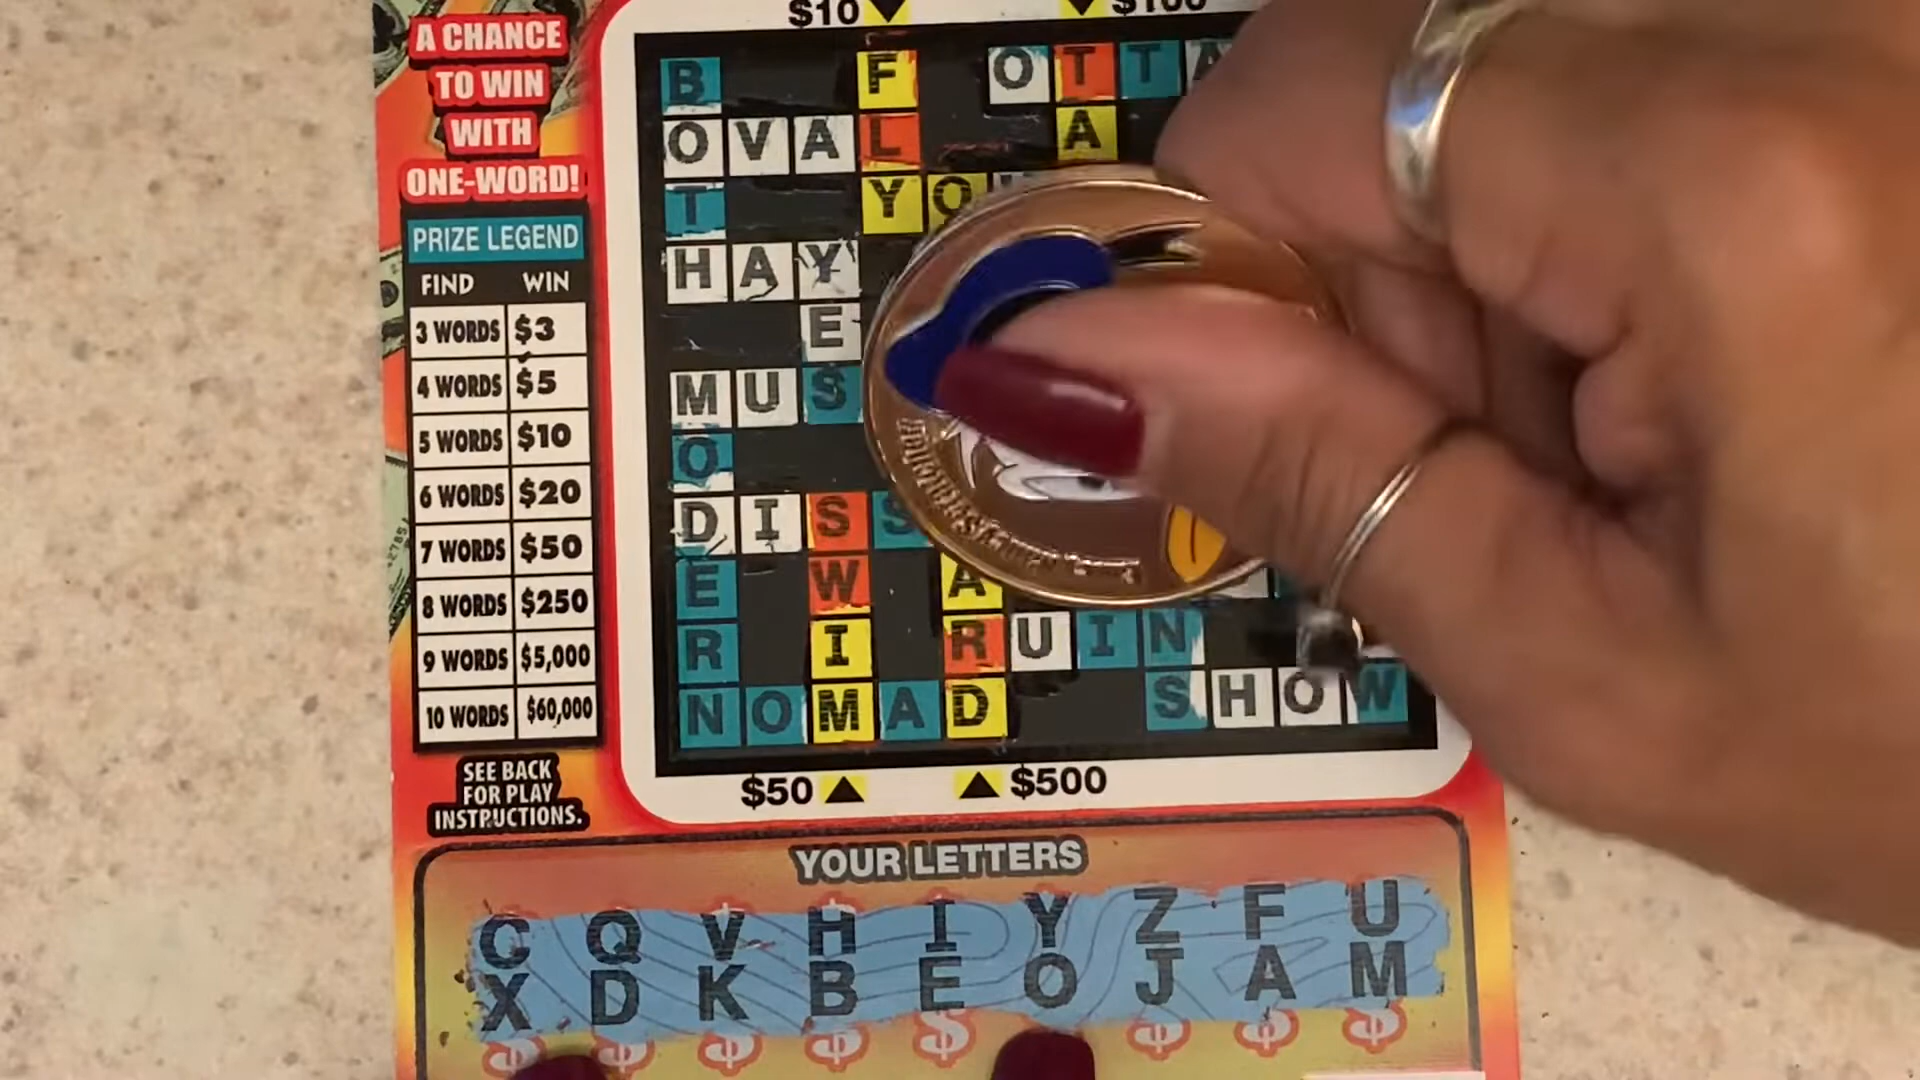 A CHANCE
TO WIN
WITH
ONE-WORD!
PRIZE LEGEND
FIND WIN
3 WORDS $3
4 WORDS $5
5 WORDS $10
6 WORDS $20
7 WORDS $50
8 WORDS $250
9 WORDS $5,000
10 WORDS $60,000
SEE BACK
FOR PLAY
INSTRUCTIONS.
$10 $100
B F O T T A
O V A L A
T Y O
H A Y
E
M U S
O
D I S S
E W A
R I R U I N
N O M A D S H O W
$50 $500
YOUR LETTERS
C Q V H I Y Z F U
X D K B E O J A M